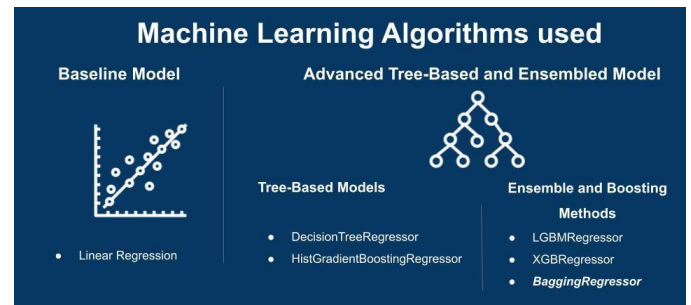 Machine Learning Algorithms used
Baseline Model
Advanced Tree-Based and Ensembled Model
Tree-Based Models
Ensemble and Boosting
Methods
• Linear Regression
• DecisionTreeRegressor
• HistGradientBoostingRegressor
• LGBMRegressor
• XGBRegressor
• BaggingRegressor